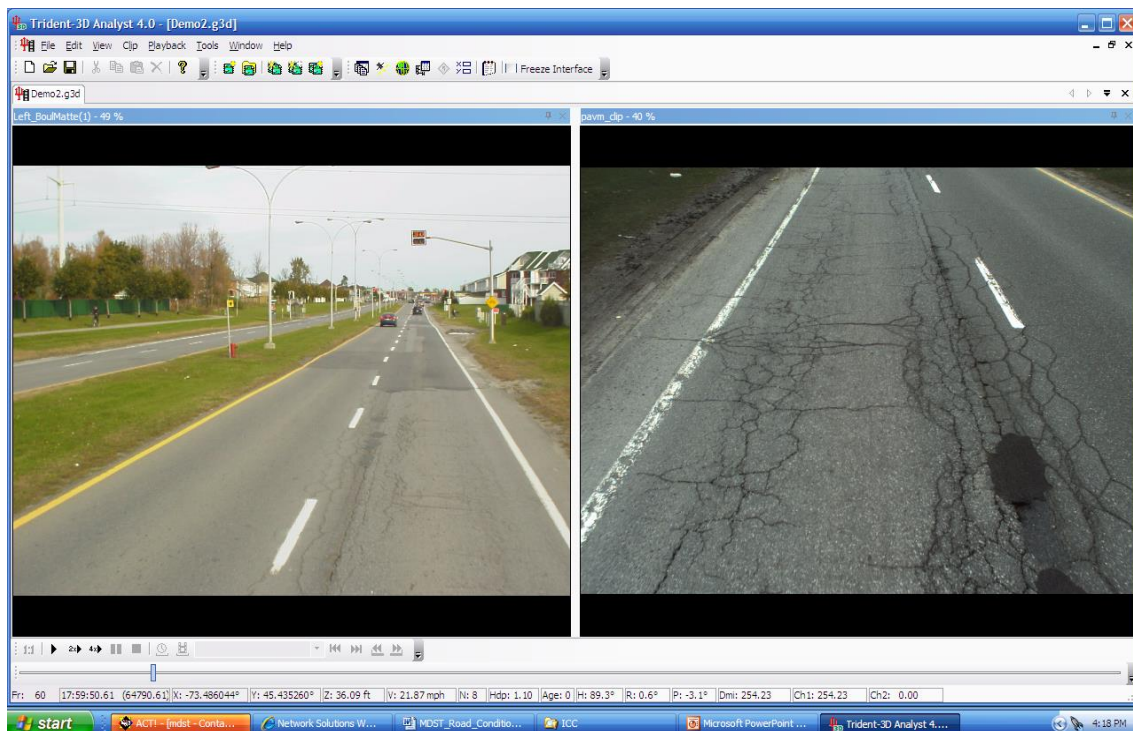 Trident-3D Analyst 4.0 - [Demo2.g3d]
File Edit View Clip Playback Tools Window Help
Freeze Interface
Demo2.g3d
Left_BoulMatte(1) - 49 %
pavm_clip - 40 %
1:1 2x 4x
Fr: 60 17:59:50.61 (64790.61) X: -73.486044° Y: 45.435260° Z: 36.09 ft V: 21.87 mph N: 8 Hdp: 1.10 Age: 0 H: 89.3° R: 0.6° P: -3.1° Dmi: 254.23 Ch1: 254.23 Ch2: 0.00
start ACT! - [mdst - Conta... Network Solutions W... MDST_Road_Conditio... ICC Microsoft PowerPoint ... Trident-3D Analyst 4.... 4:18 PM